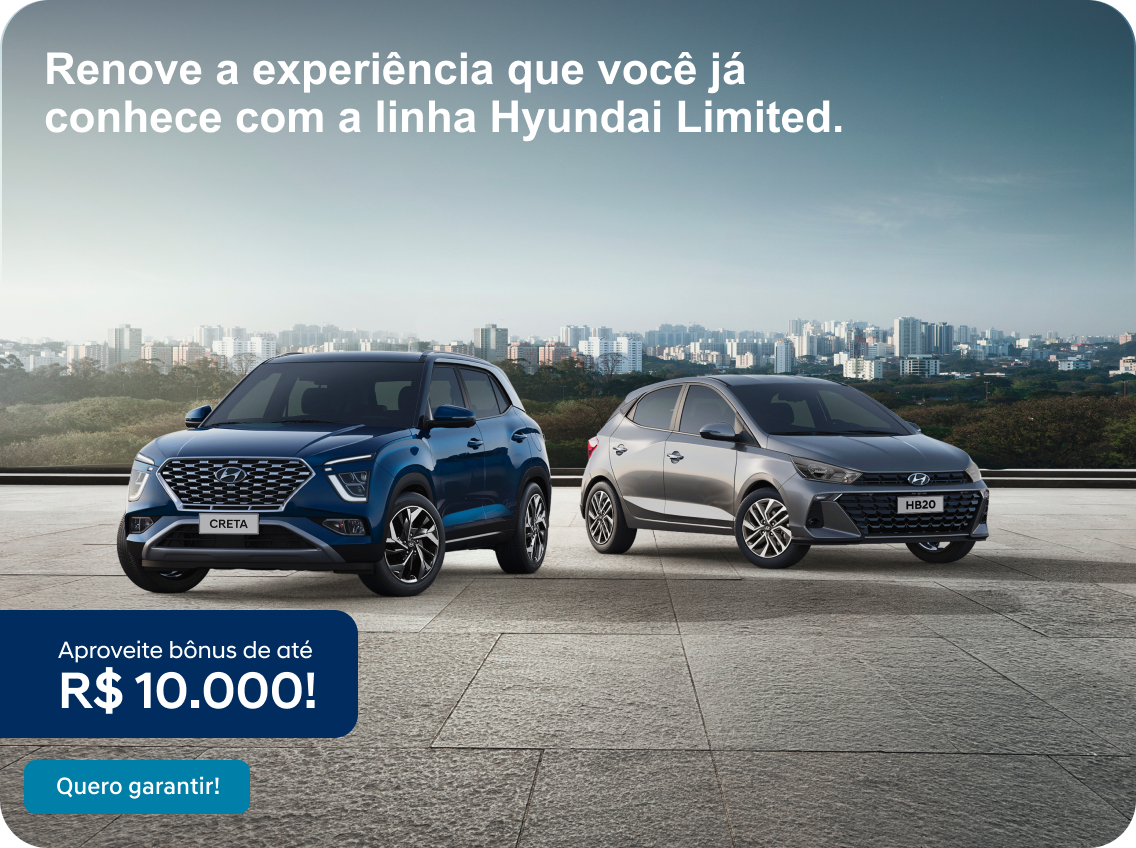 Renove a experiência que você já
conhece com a linha Hyundai Limited.
CRETA
HB20
Aproveite bônus de até
R$ 10.000!
Quero garantir!